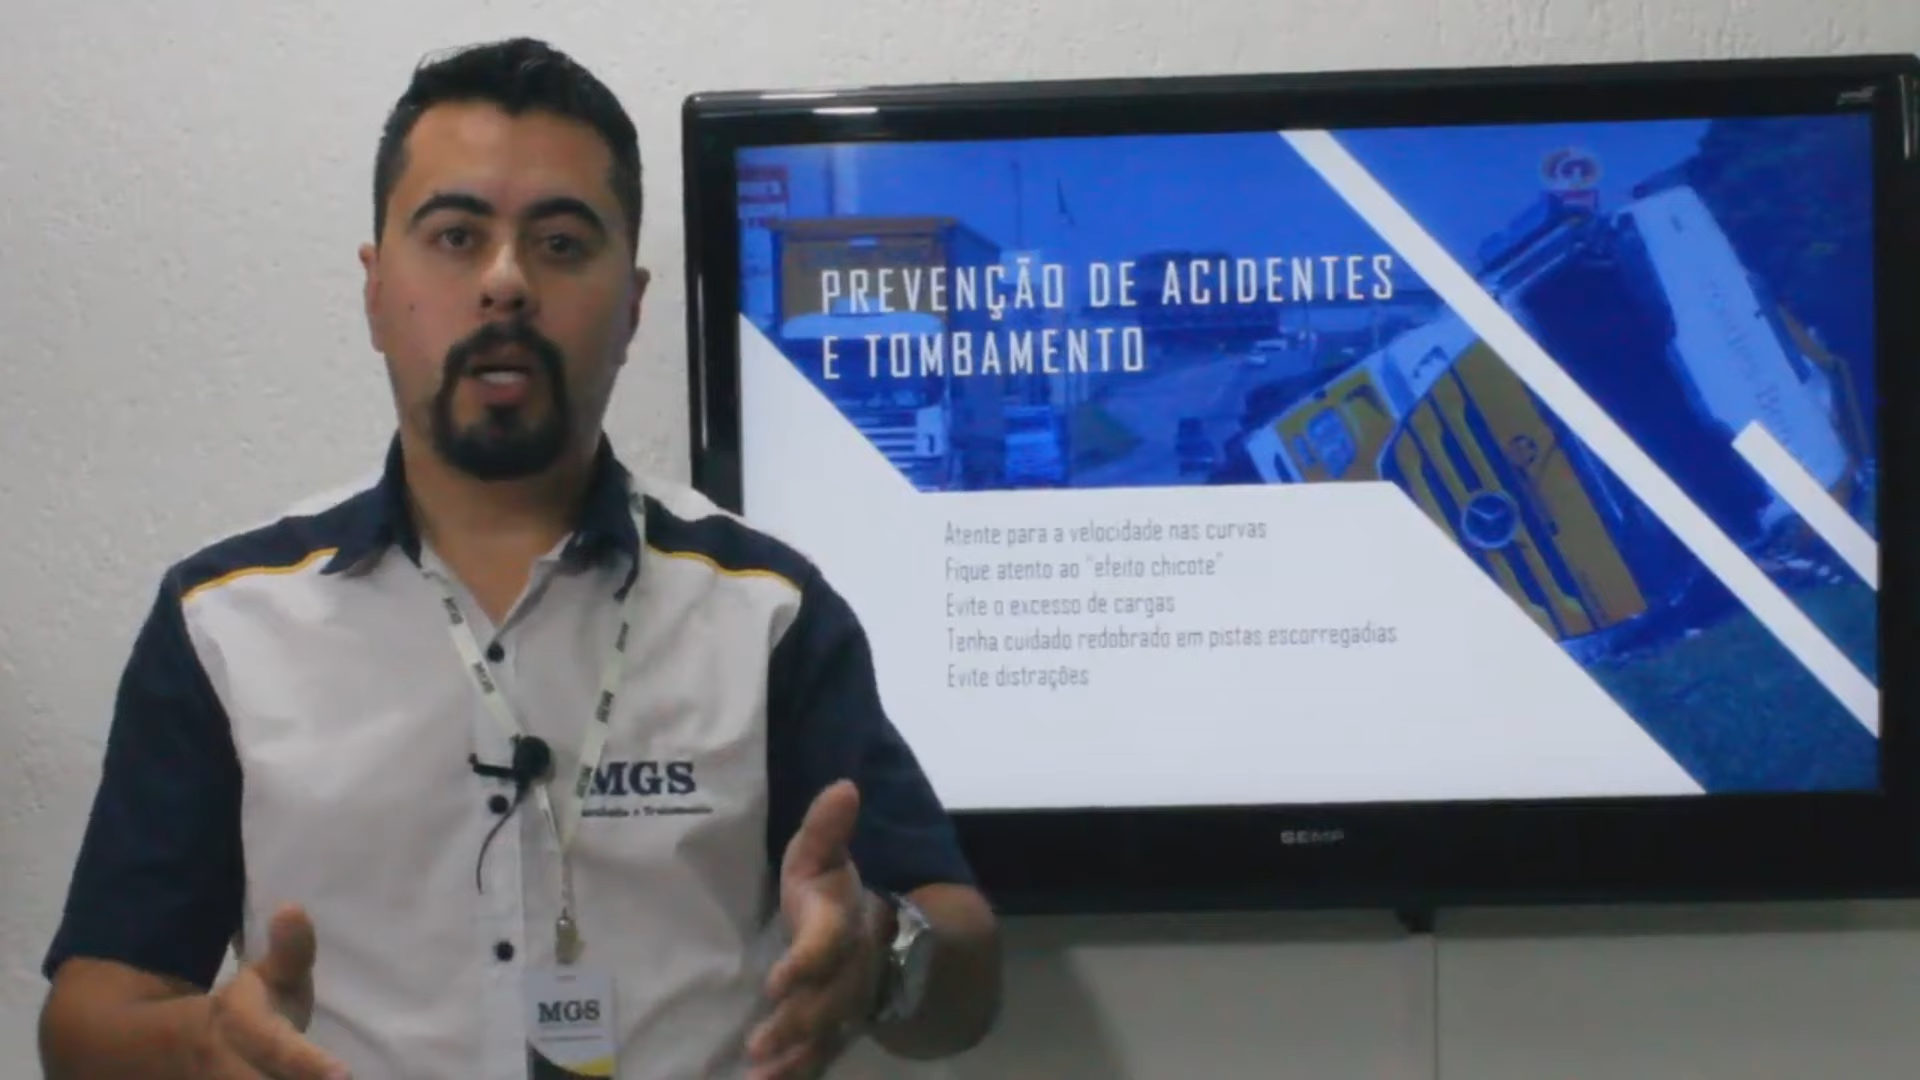 PREVENÇÃO DE ACIDENTES
E TOMBAMENTO
Atente para a velocidade nas curvas
Fique atento ao "efeito chicote"
Evite o excesso de cargas
Tenha cuidado redobrado em pistas escorregadias
Evite distrações
SEMP
MGS
MGS